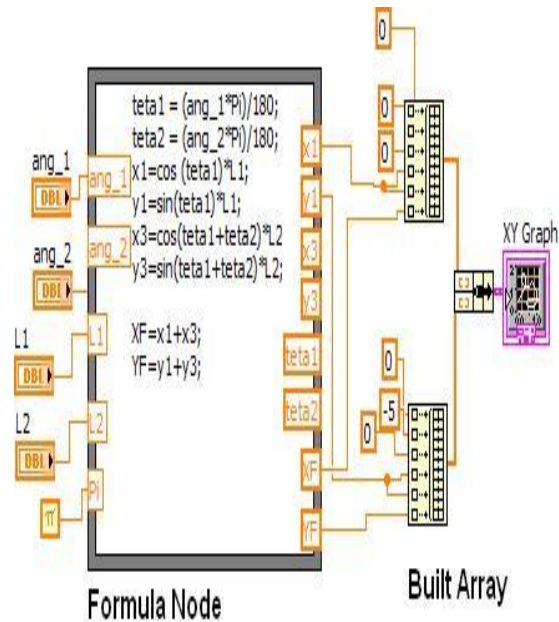 teta1 = (ang_1*Pi)/180;
teta2 = (ang_2*Pi)/180;
x1=cos (teta1)*L1;
y1=sin(teta1)*L1;
x3=cos(teta1+teta2)*L2
y3=sin(teta1+teta2)*L2;
XF=x1+x3;
YF=y1+y3;
ang_1
DBL
ang_2
DBL
L1
DBL
L2
DBL
π
ang_1
ang_2
L1
L2
Pi
x1
y1
x3
y3
teta1
teta2
XF
YF
0
0
0
0
-5
0
XY Graph
Formula Node
Built Array